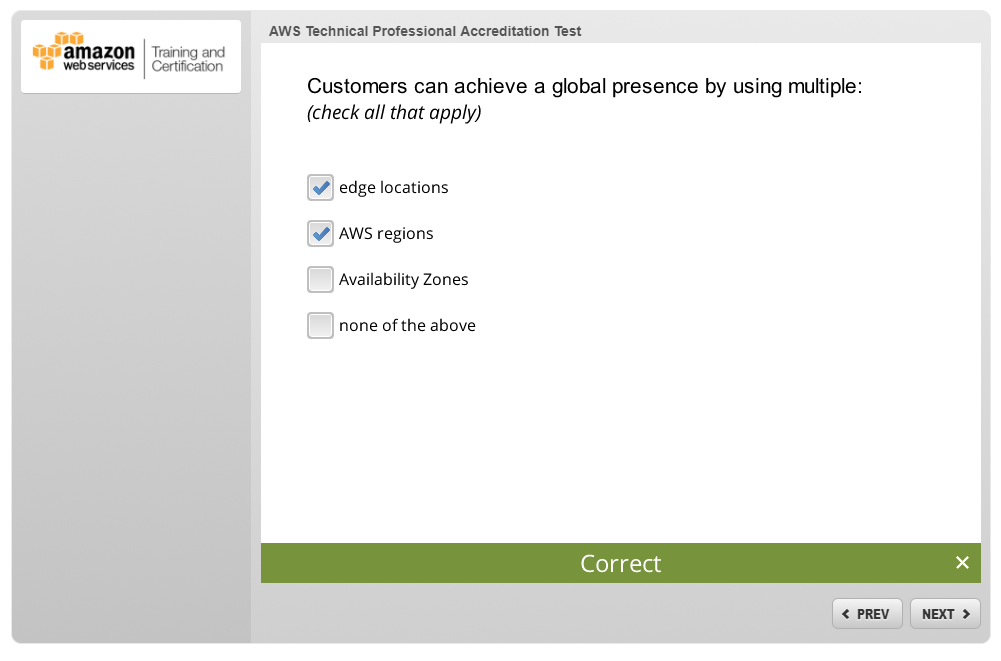 amazon
webservices
Training and
Certification
AWS Technical Professional Accreditation Test
Customers can achieve a global presence by using multiple:
(check all that apply)
edge locations
AWS regions
Availability Zones
none of the above
Correct
PREV
NEXT